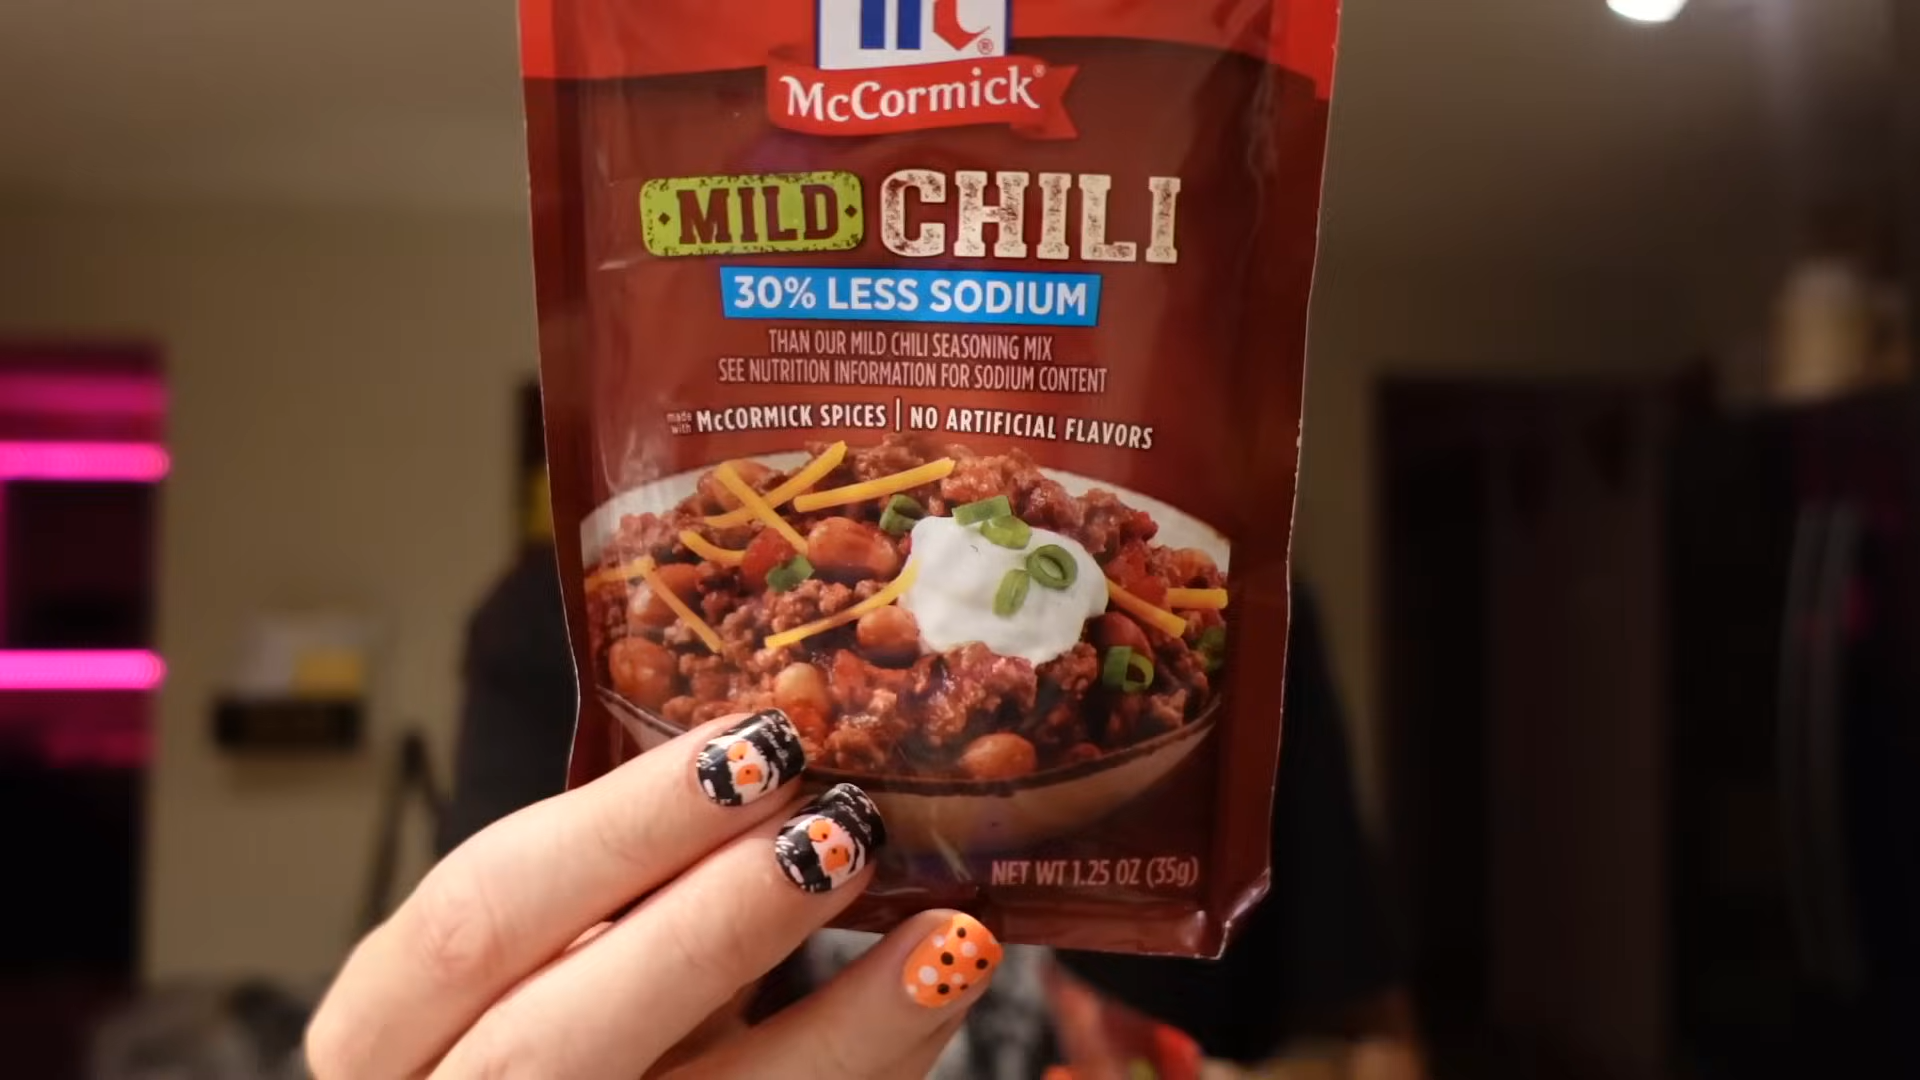 McCormick®
MILD CHILI
30% LESS SODIUM
THAN OUR MILD CHILI SEASONING MIX
SEE NUTRITION INFORMATION FOR SODIUM CONTENT
made with McCORMICK SPICES | NO ARTIFICIAL FLAVORS
NET WT 1.25 OZ (35g)